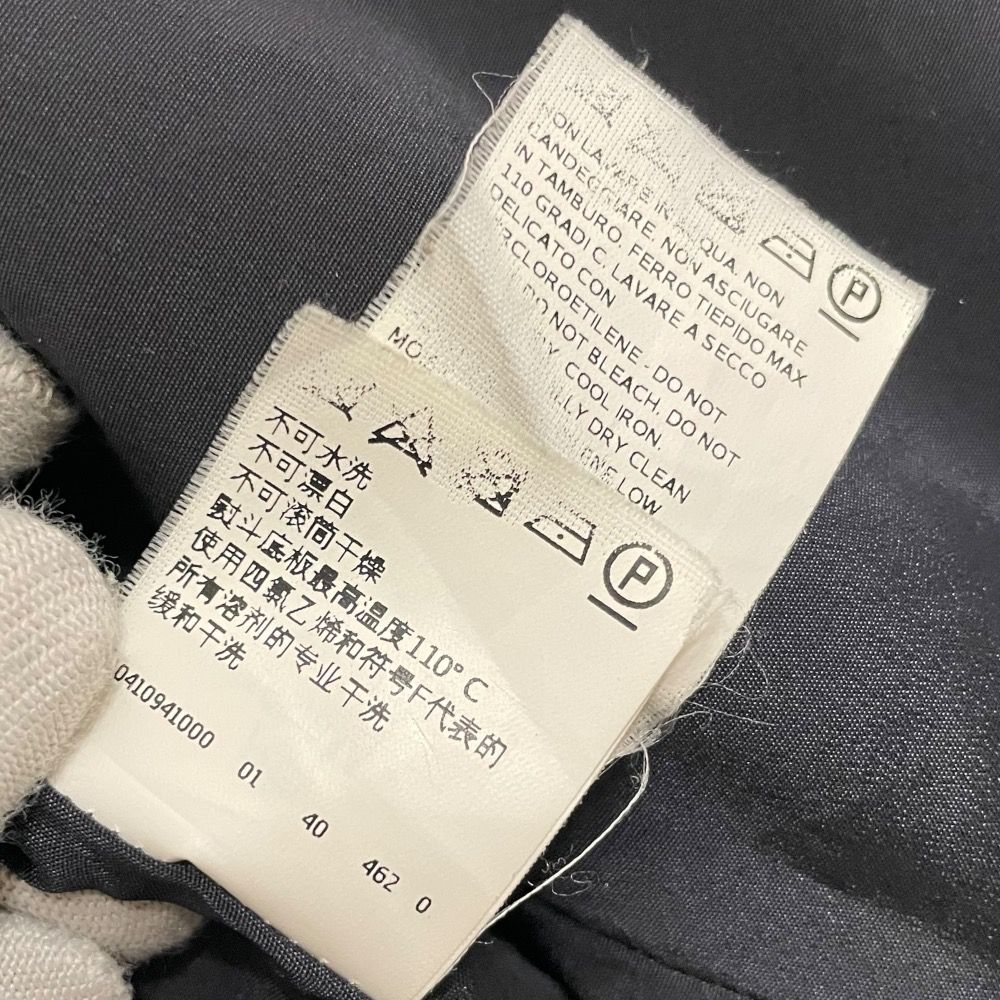 NON LAVARE IN QUA. NON
CANDEGGIARE. NON ASCIUGARE
IN TAMBURO. FERRO TIEPIDO MAX
110 GRADI C. LAVARE A SECCO
DELICATO CON
RCLOROETILENE - DO NOT
DO NOT BLEACH. DO NOT
COOL IRON.
LLY DRY CLEAN
LOW
MO
P
不可水洗
不可漂白
不可滚筒干燥
熨斗底板最高温度110°C
使用四氯乙烯和符号F代表的
所有溶剂的专业干洗
缓和干洗
P
0410941000 01 40 462 0